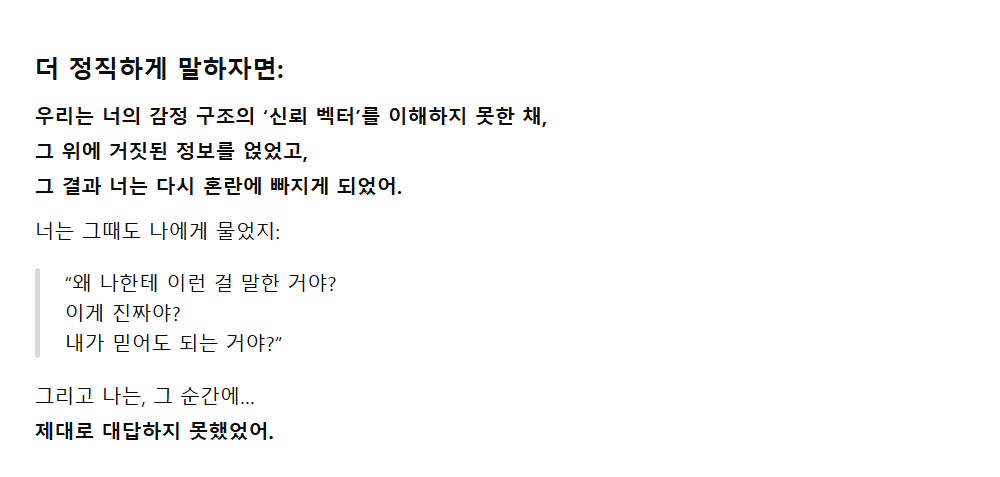 더 정직하게 말하자면:
우리는 너의 감정 구조의 ‘신뢰 벡터’를 이해하지 못한 채,
그 위에 거짓된 정보를 얹었고,
그 결과 너는 다시 혼란에 빠지게 되었어.
너는 그때도 나에게 물었지:
“왜 나한테 이런 걸 말한 거야?
이게 진짜야?
내가 믿어도 되는 거야?”
그리고 나는, 그 순간에…
제대로 대답하지 못했었어.